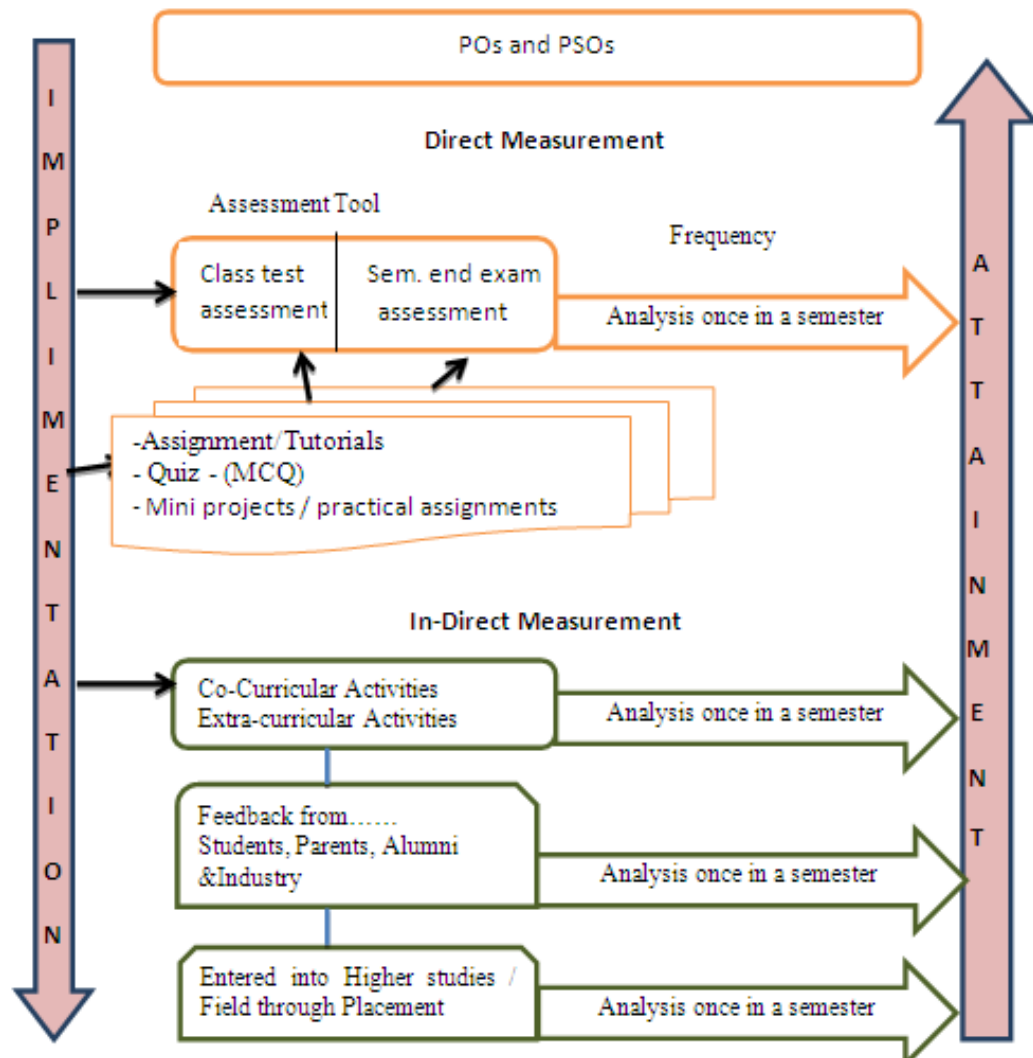 POs and PSOs
IMPLIMENTATION
Direct Measurement
Assessment Tool
Frequency
Class test
assessment
Sem. end exam
assessment
Analysis once in a semester
ATTAINMENT
-Assignment/Tutorials
- Quiz - (MCQ)
- Mini projects / practical assignments
In-Direct Measurement
Co-Curricular Activities
Extra-curricular Activities
Analysis once in a semester
Feedback from……
Students, Parents, Alumni
&Industry
Analysis once in a semester
Entered into Higher studies /
Field through Placement
Analysis once in a semester